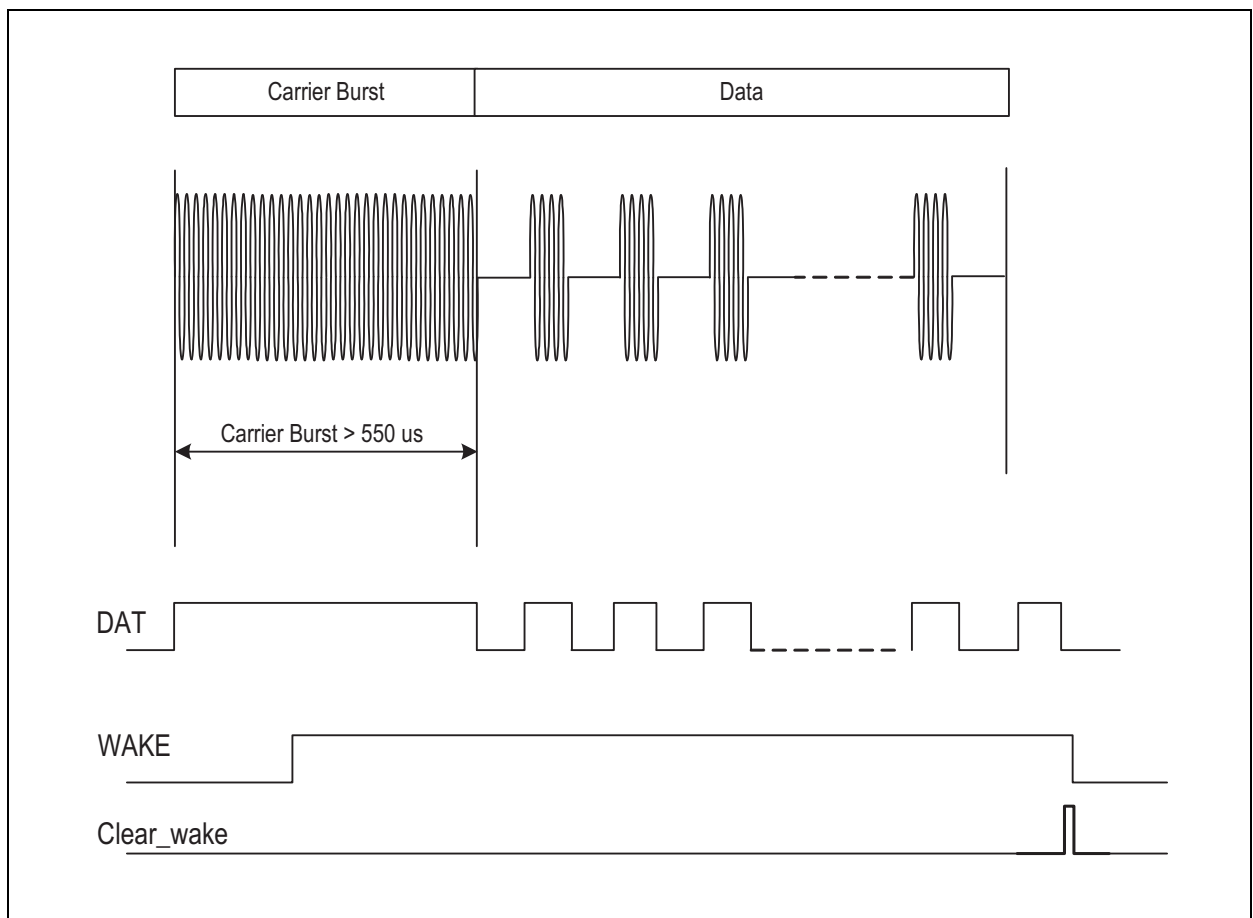 Carrier Burst
Data
Carrier Burst > 550 us
DAT
WAKE
Clear_wake